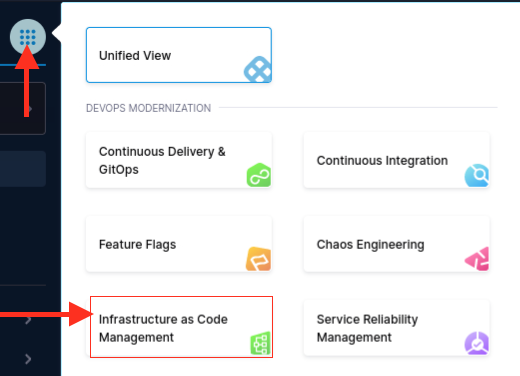 Unified View
DEVOPS MODERNIZATION
Continuous Delivery &
GitOps
Continuous Integration
Feature Flags
Chaos Engineering
Infrastructure as Code
Management
Service Reliability
Management